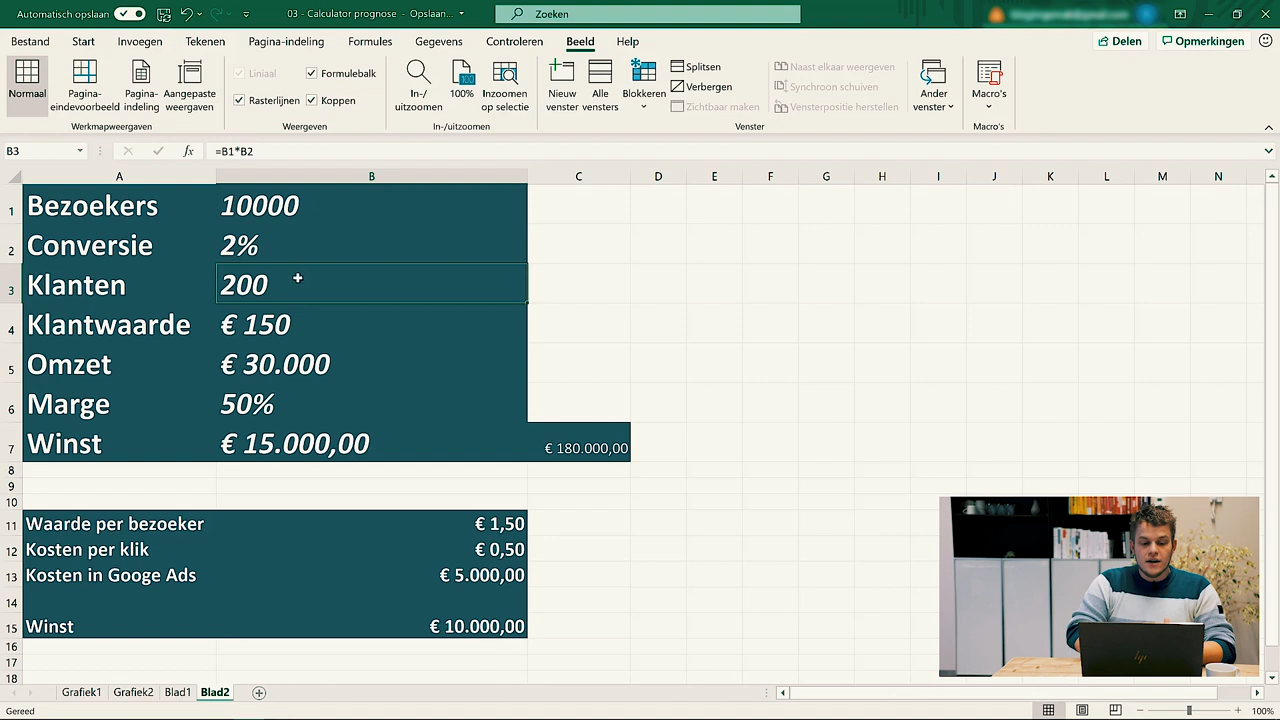 Automatisch opslaan
03 - Calculator prognose - Opslaan...
Zoeken
Bestand Start Invoegen Tekenen Pagina-indeling Formules Gegevens Controleren Beeld Help
Delen Opmerkingen
Normaal
Pagina-eindevoorbeeld
Pagina-indeling
Aangepaste weergaven
Werkmapweergaven
Liniaal Formulebalk
Rasterlijnen Koppen
Weergeven
In-/uitzoomen
100
100%
Inzoomen op selectie
In-/uitzoomen
Nieuw venster
Alle vensters
Blokkeren
Splitsen
Verbergen
Zichtbaar maken
Naast elkaar weergeven
Synchroon schuiven
Vensterpositie herstellen
Ander venster
Venster
Macro's
Macro's
B3 fx =B1*B2
A B C D E F G H I J K L M N
1 Bezoekers 10000
2 Conversie 2%
3 Klanten 200
4 Klantwaarde € 150
5 Omzet € 30.000
6 Marge 50%
7 Winst € 15.000,00 € 180.000,00
8
9
10
11 Waarde per bezoeker € 1,50
12 Kosten per klik € 0,50
13 Kosten in Googe Ads € 5.000,00
14
15 Winst € 10.000,00
16
17
18
hp
Grafiek1 Grafiek2 Blad1 Blad2
Gereed
100%